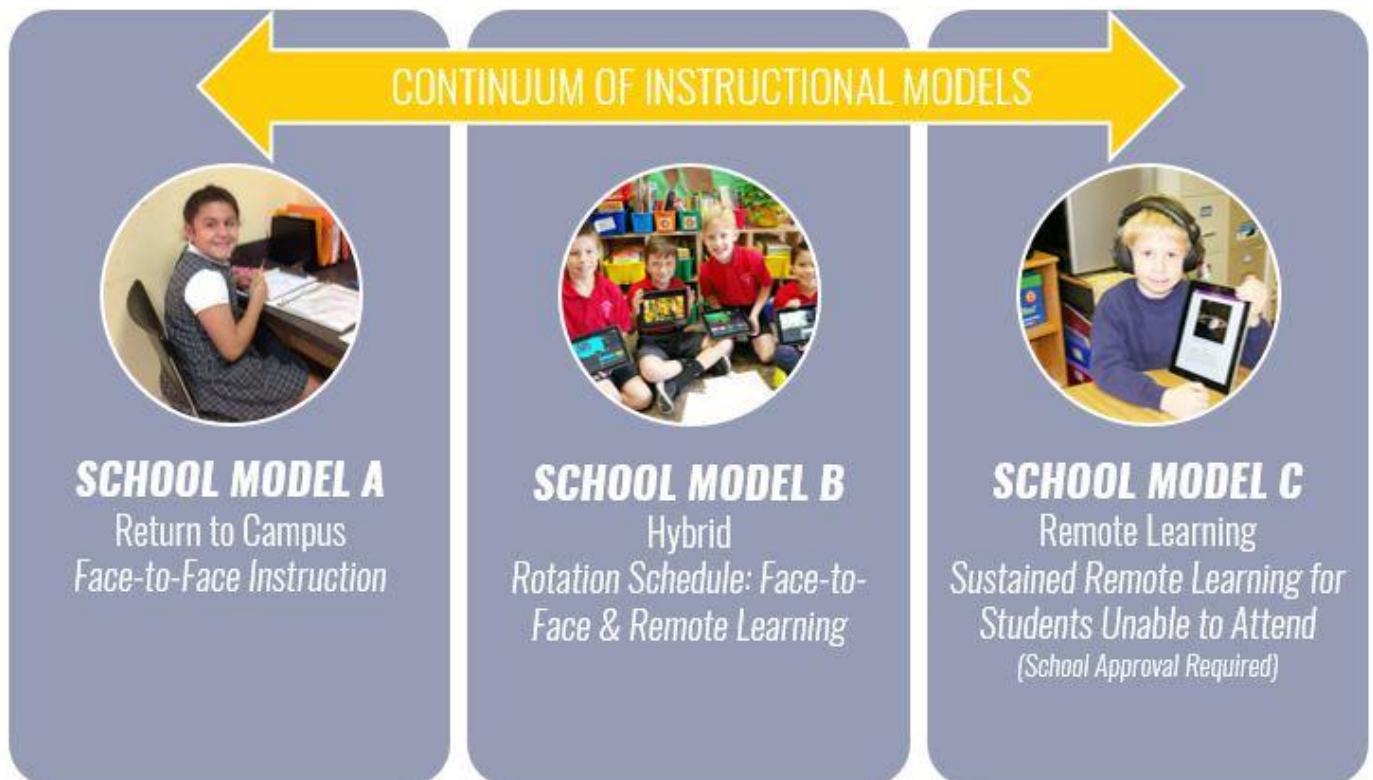 CONTINUUM OF INSTRUCTIONAL MODELS
SCHOOL MODEL A
Return to Campus
Face-to-Face Instruction
SCHOOL MODEL B
Hybrid
Rotation Schedule: Face-to-
Face & Remote Learning
SCHOOL MODEL C
Remote Learning
Sustained Remote Learning for
Students Unable to Attend
(School Approval Required)